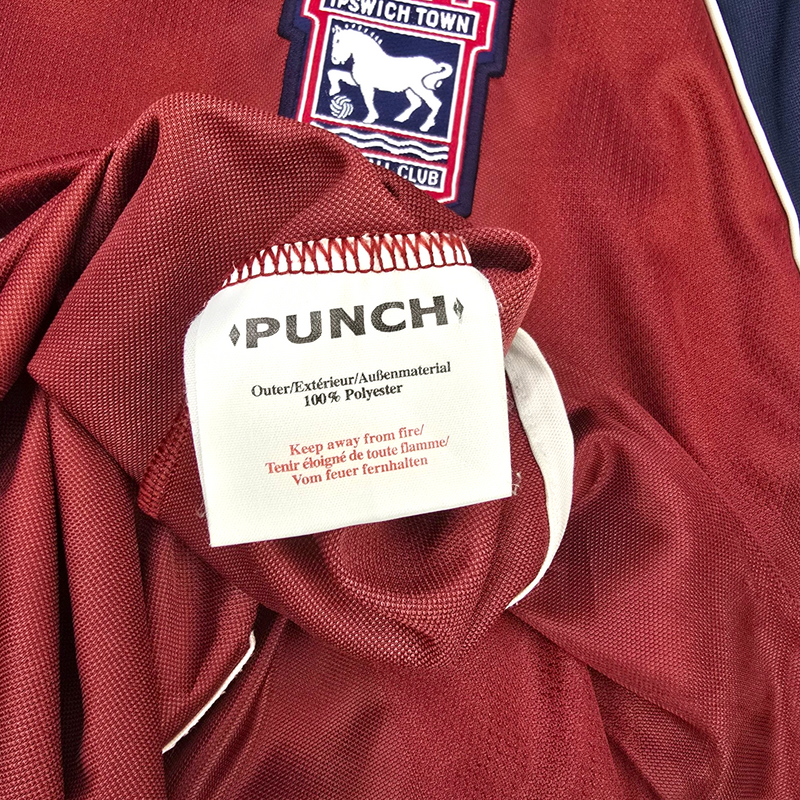 IPSWICH TOWN
CLUB
PUNCH
Outer/Extérieur/Außenmaterial
100% Polyester
Keep away from fire/
Tenir éloigné de toute flamme/
Vom feuer fernhalten